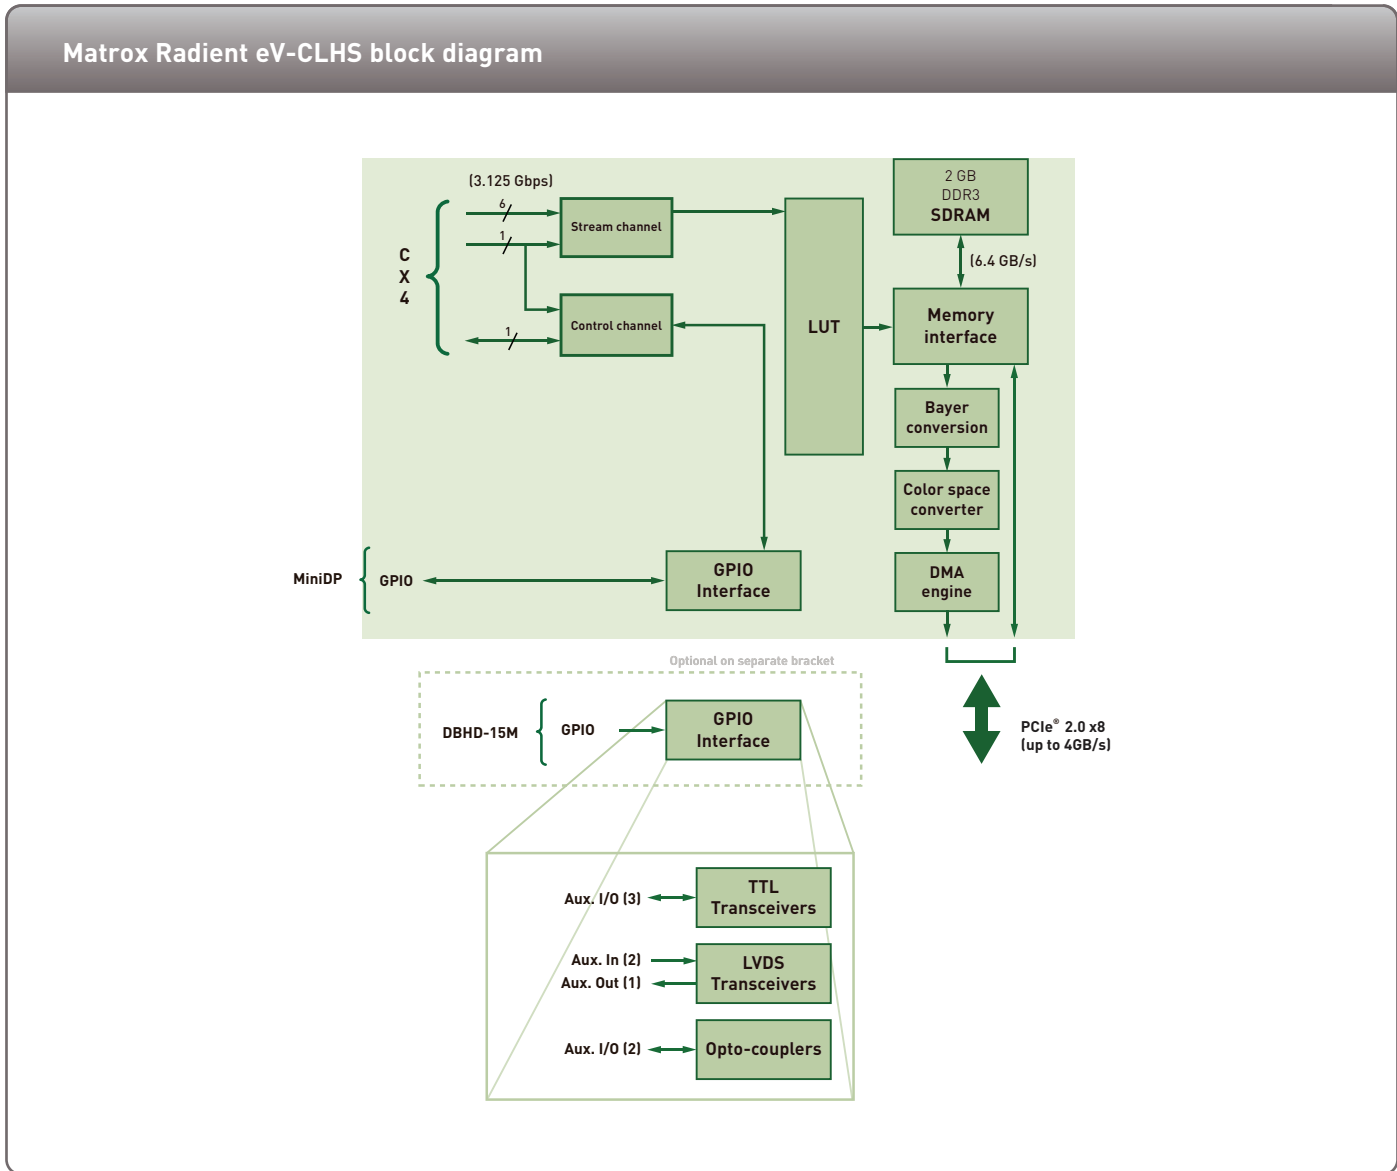 Matrox Radient eV-CLHS block diagram
(3.125 Gbps)
6
1
1
C
X
4
Stream channel
Control channel
LUT
2 GB
DDR3
SDRAM
(6.4 GB/s)
Memory
interface
Bayer
conversion
Color space
converter
DMA
engine
MiniDP
GPIO
GPIO
Interface
Optional on separate bracket
DBHD-15M
GPIO
GPIO
Interface
PCIe® 2.0 x8
(up to 4GB/s)
Aux. I/O (3)
TTL
Transceivers
Aux. In (2)
Aux. Out (1)
LVDS
Transceivers
Aux. I/O (2)
Opto-couplers